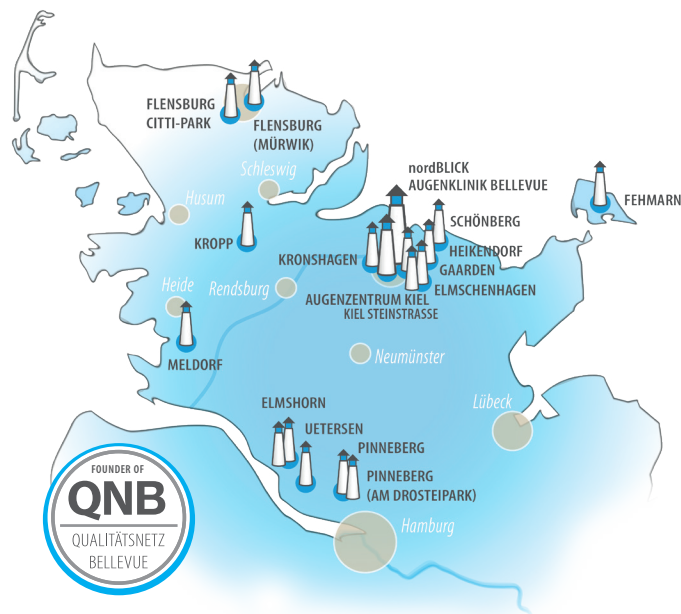 FLENSBURG
CITTI-PARK
FLENSBURG
(MÜRWIK)
Schleswig
Husum
nordBLICK
AUGENKLINIK BELLEVUE
FEHMARN
SCHÖNBERG
KROPP
KRONSHAGEN
HEIKENDORF
GAARDEN
ELMSCHENHAGEN
Heide
Rendsburg
AUGENZENTRUM KIEL
KIEL STEINSTRASSE
MELDORF
Neumünster
ELMSHORN
Lübeck
UETERSEN
PINNEBERG
PINNEBERG
(AM DROSTEIPARK)
Hamburg
FOUNDER OF
QNB
QUALITÄTSNETZ
BELLEVUE